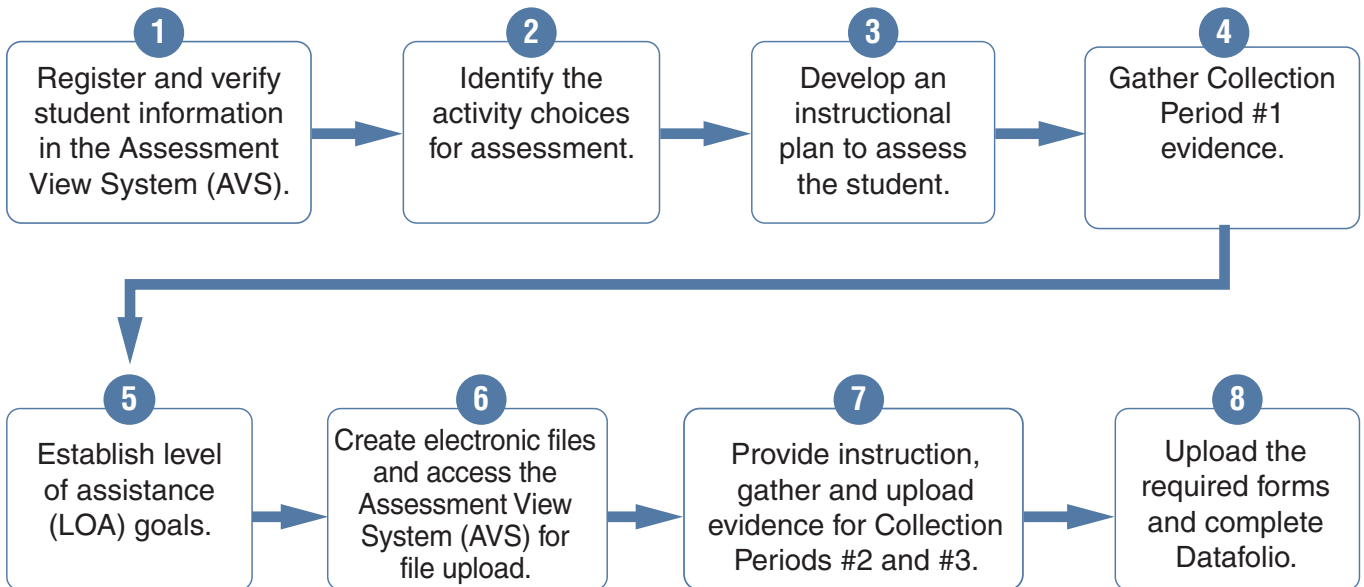 1
Register and verify
student information
in the Assessment
View System (AVS).
2
Identify the
activity choices
for assessment.
3
Develop an
instructional
plan to assess
the student.
4
Gather Collection
Period #1
evidence.
5
Establish level
of assistance
(LOA) goals.
6
Create electronic files
and access the
Assessment View
System (AVS) for
file upload.
7
Provide instruction,
gather and upload
evidence for Collection
Periods #2 and #3.
8
Upload the
required forms
and complete
Datafolio.